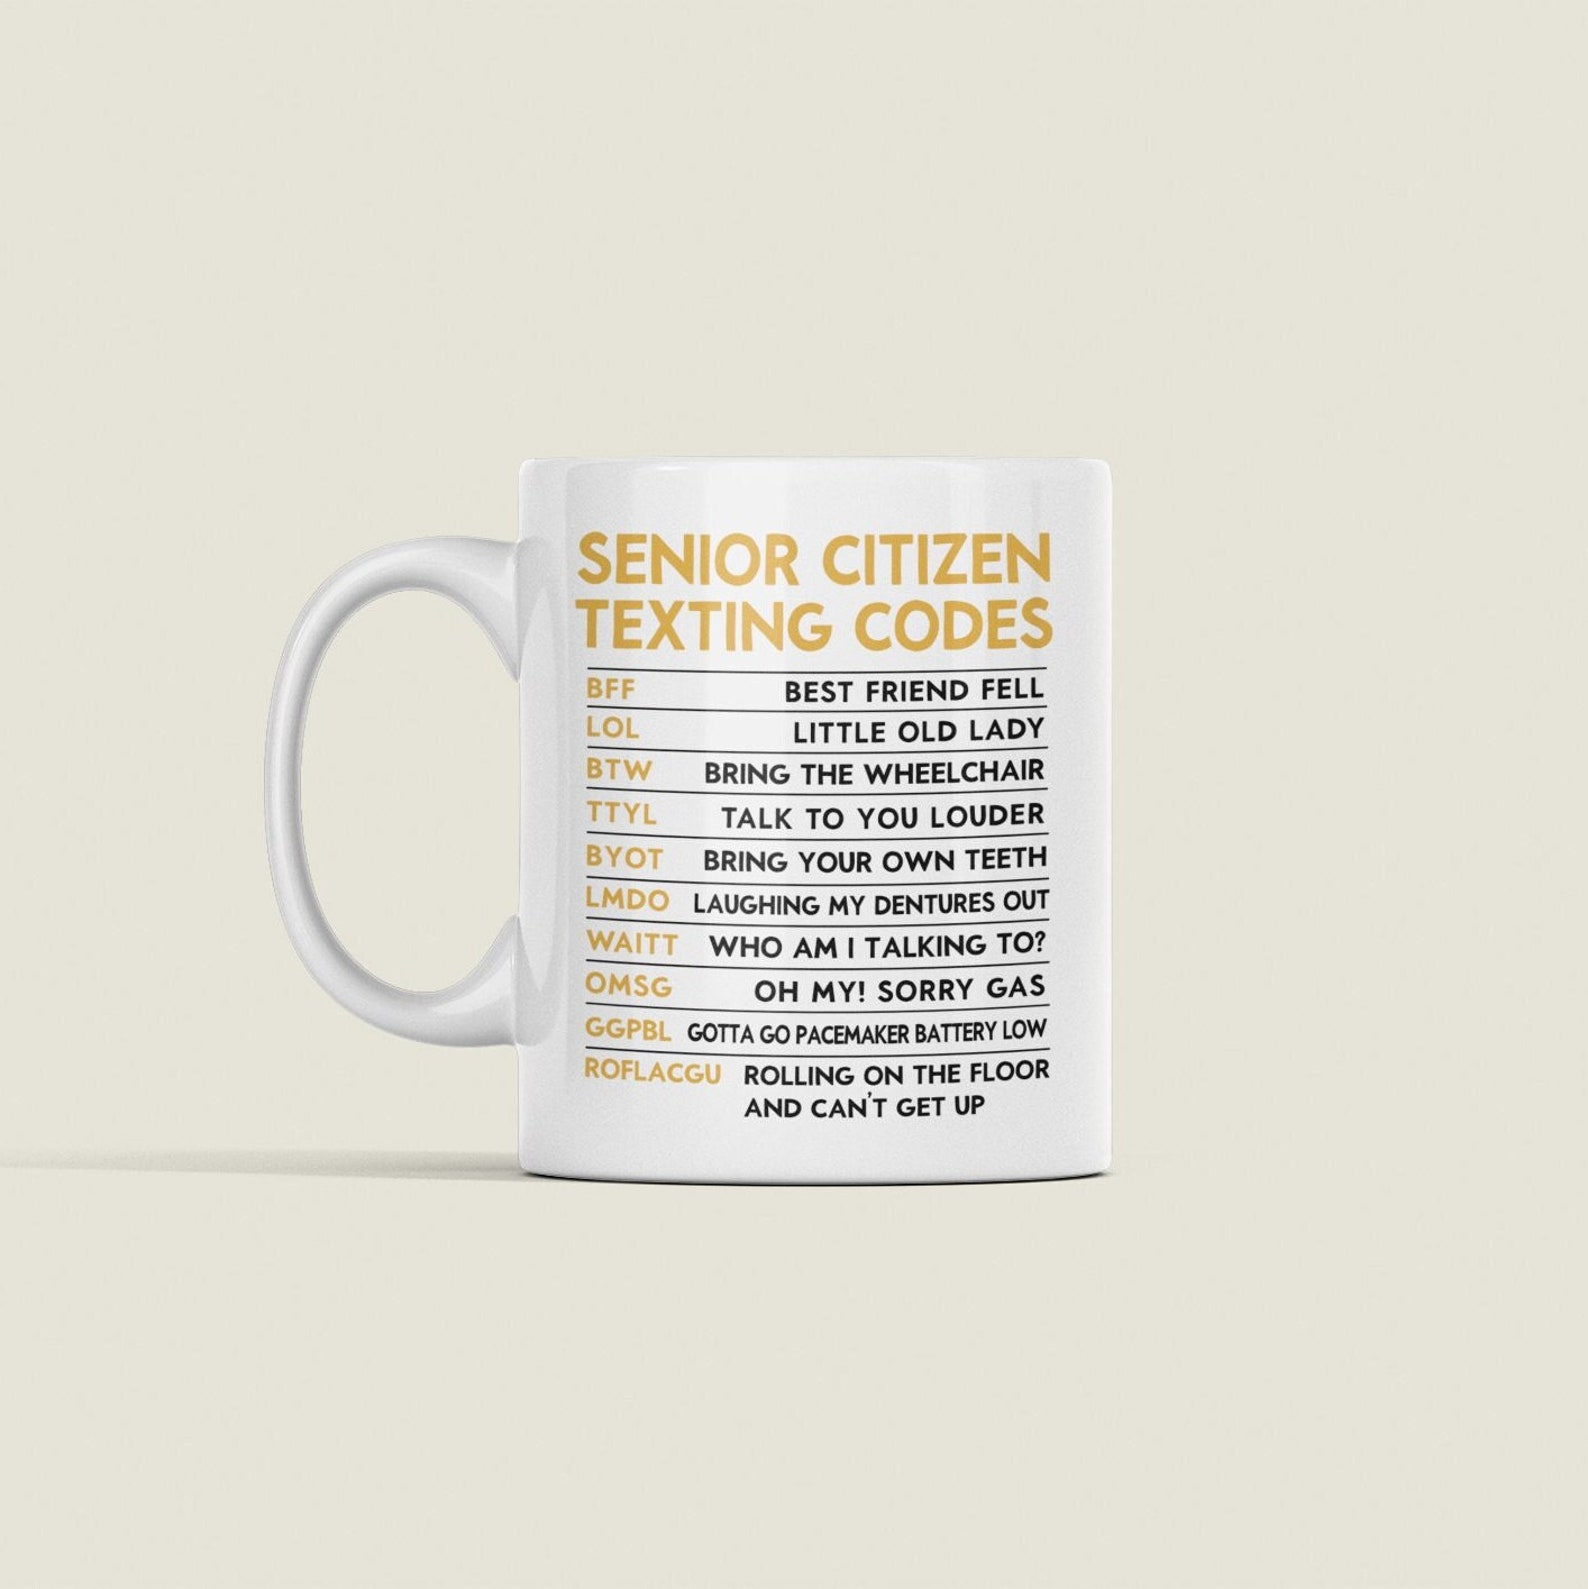 SENIOR CITIZEN
TEXTING CODES
BFF BEST FRIEND FELL
LOL LITTLE OLD LADY
BTW BRING THE WHEELCHAIR
TTYL TALK TO YOU LOUDER
BYOT BRING YOUR OWN TEETH
LMDO LAUGHING MY DENTURES OUT
WAITT WHO AM I TALKING TO?
OMSG OH MY! SORRY GAS
GGPBL GOTTA GO PACEMAKER BATTERY LOW
ROFLACGU ROLLING ON THE FLOOR
AND CAN'T GET UP